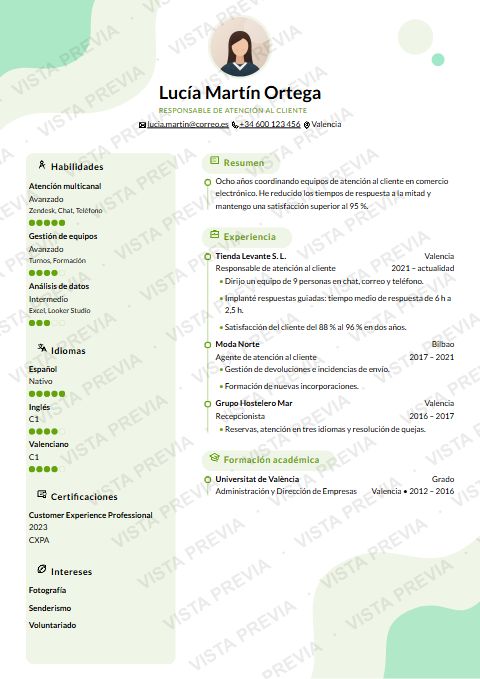 Lucía Martín Ortega
RESPONSABLE DE ATENCIÓN AL CLIENTE
lucia.martin@correo.es +34 600 123 456 Valencia
Habilidades
Atención multicanal
Avanzado
Zendesk, Chat, Teléfono
Gestión de equipos
Avanzado
Turnos, Formación
Análisis de datos
Intermedio
Excel, Looker Studio
Idiomas
Español
Nativo
Inglés
C1
Valenciano
C1
Certificaciones
Customer Experience Professional
2023
CXPA
Intereses
Fotografía
Senderismo
Voluntariado
Resumen
Ocho años coordinando equipos de atención al cliente en comercio
electrónico. He reducido los tiempos de respuesta a la mitad y
mantengo una satisfacción superior al 95 %.
Experiencia
Tienda Levante S. L. Valencia
Responsable de atención al cliente 2021 – actualidad
• Dirijo un equipo de 9 personas en chat, correo y teléfono.
• Implanté respuestas guiadas: tiempo medio de respuesta de 6 h a
2,5 h.
• Satisfacción del cliente del 88 % al 96 % en dos años.
Moda Norte Bilbao
Agente de atención al cliente 2017 – 2021
• Gestión de devoluciones e incidencias de envío.
• Formación de nuevas incorporaciones.
Grupo Hostelero Mar Valencia
Recepcionista 2016 – 2017
• Reservas, atención en tres idiomas y resolución de quejas.
Formación académica
Universitat de València Grado
Administración y Dirección de Empresas Valencia • 2012 – 2016
VISTA PREVIA